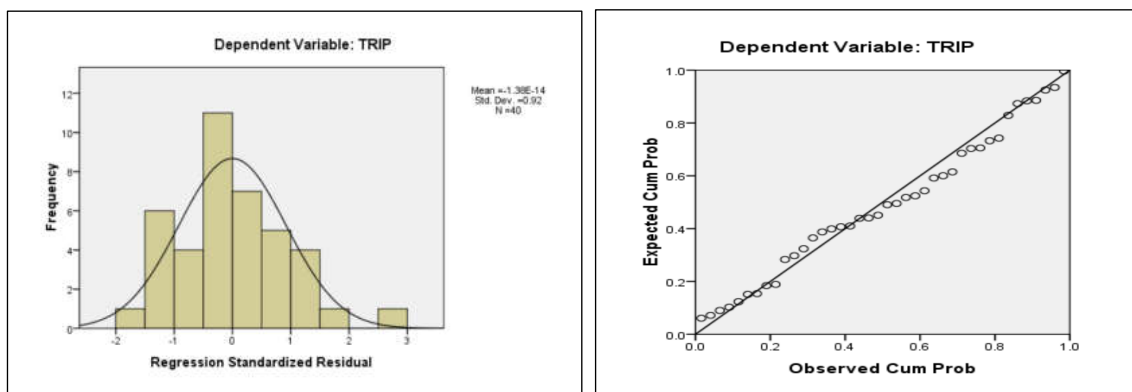 Dependent Variable: TRIP
12
10
8
6
4
2
0
Frequency
-2
-1
0
1
2
3
Regression Standardized Residual
Mean =-1.38E-14
Std. Dev. =0.92
N =40
Dependent Variable: TRIP
1.0
0.8
0.6
0.4
0.2
0.0
Expected Cum Prob
0.0
0.2
0.4
0.6
0.8
1.0
Observed Cum Prob